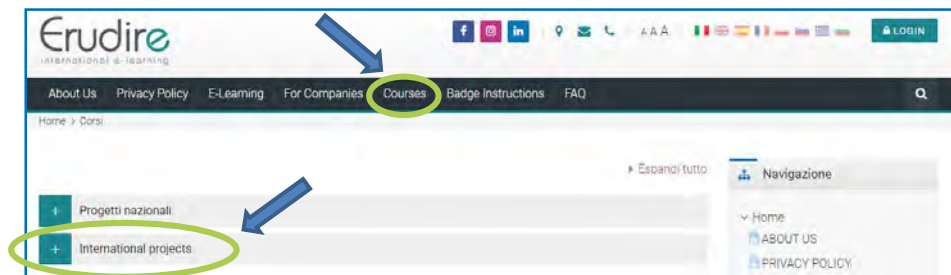 Erudire
international e-learning
f in A A A LOGIN
About Us Privacy Policy E-Learning For Companies Courses Badge Instructions FAQ
Home > Corsi
Espandi tutto
Navigazione
+ Progetti nazionali
Home
+ International projects
ABOUT US
PRIVACY POLICY